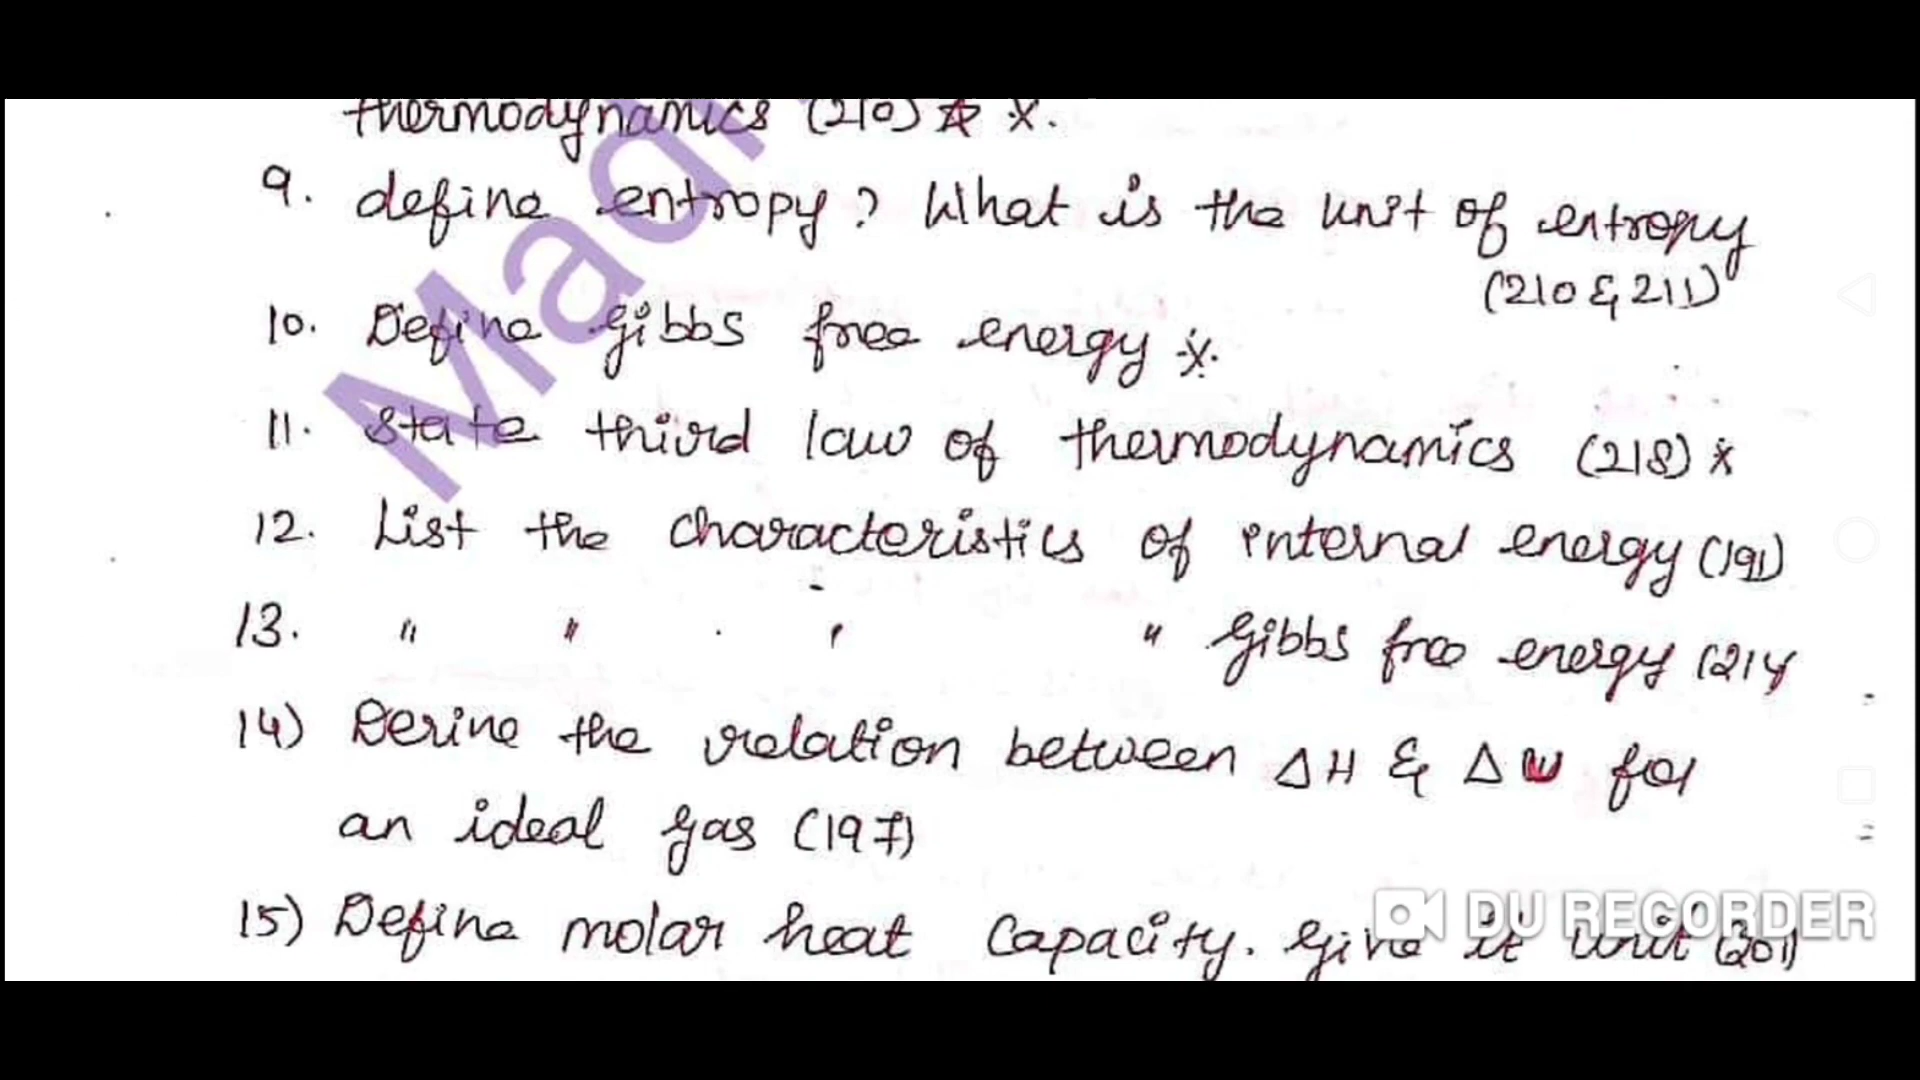 thermodynamics (210) ☆ ※.
9. define entropy? What is the unit of entropy
(210 & 211)
10. Define Gibbs free energy ※
11. State third law of thermodynamics (218) *
12. List the characteristics of internal energy (191)
13. " " . ' " Gibbs free energy (214
14) Derive the relation between ΔH & ΔU for
an ideal gas (197)
15) Define molar heat capacity. Give it unit (201)
Mad
DU RECORDER